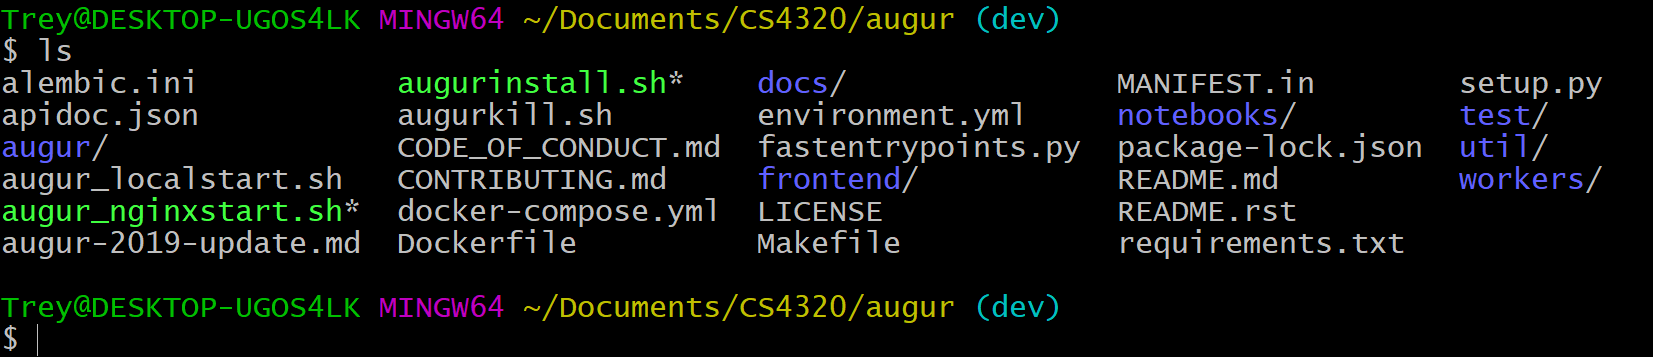 Trey@DESKTOP-UGOS4LK MINGW64 ~/Documents/CS4320/augur (dev)
$ ls
alembic.ini augurinstall.sh* docs/ MANIFEST.in setup.py
apidoc.json augurkill.sh environment.yml notebooks/ test/
augur/ CODE_OF_CONDUCT.md fastentrypoints.py package-lock.json util/
augur_localstart.sh CONTRIBUTING.md frontend/ README.md workers/
augur_nginxstart.sh* docker-compose.yml LICENSE README.rst
augur-2019-update.md Dockerfile Makefile requirements.txt
Trey@DESKTOP-UGOS4LK MINGW64 ~/Documents/CS4320/augur (dev)
$